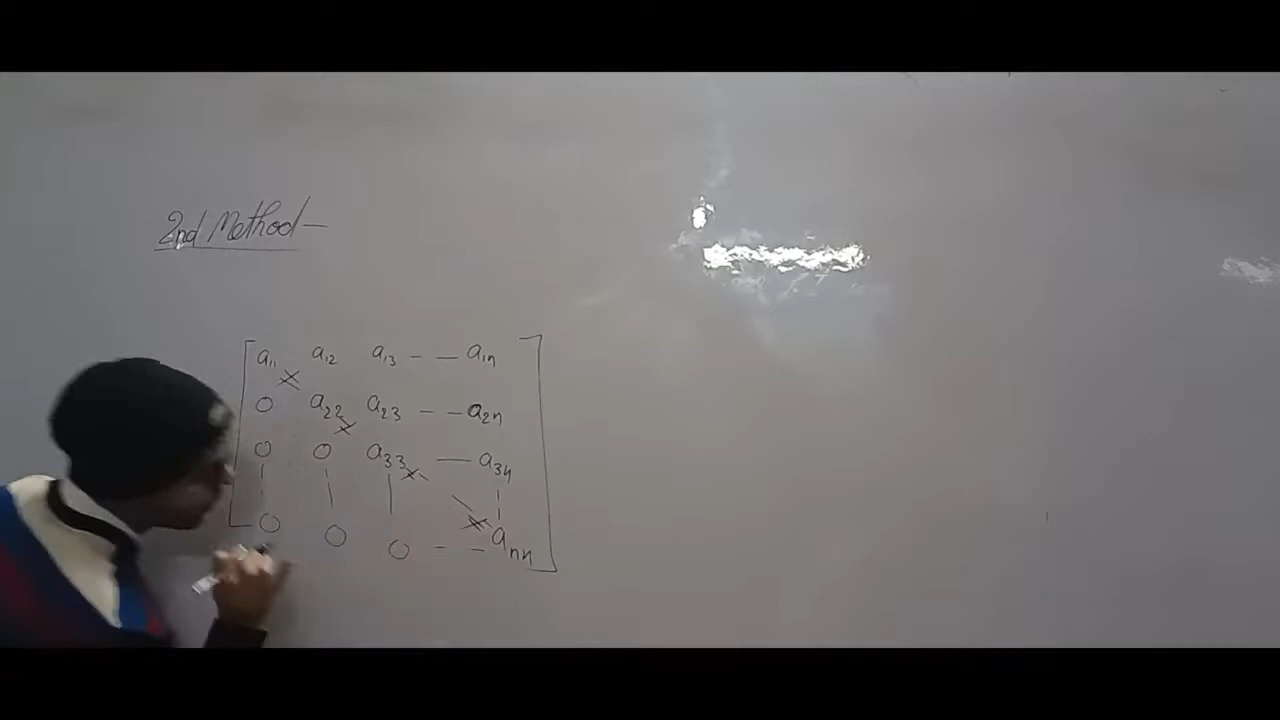 2nd Method —
a₁₁ a₁₂ a₁₃ - — a₁ₙ
0 a₂₂ a₂₃ - — a₂ₙ
0 0 a₃₃ — a₃ₙ
0 0 0 - — aₙₙ